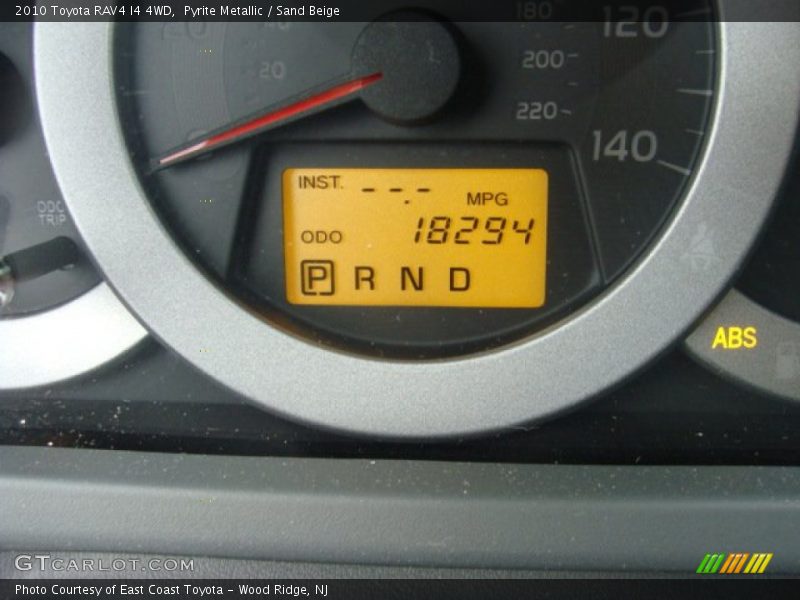 2010 Toyota RAV4 I4 4WD, Pyrite Metallic / Sand Beige
180
120
20
200
220
140
INST. --.-
MPG
ODO 18294
P R N D
ODO
TRIP
ABS
GTCARLOT.COM
Photo Courtesy of East Coast Toyota - Wood Ridge, NJ